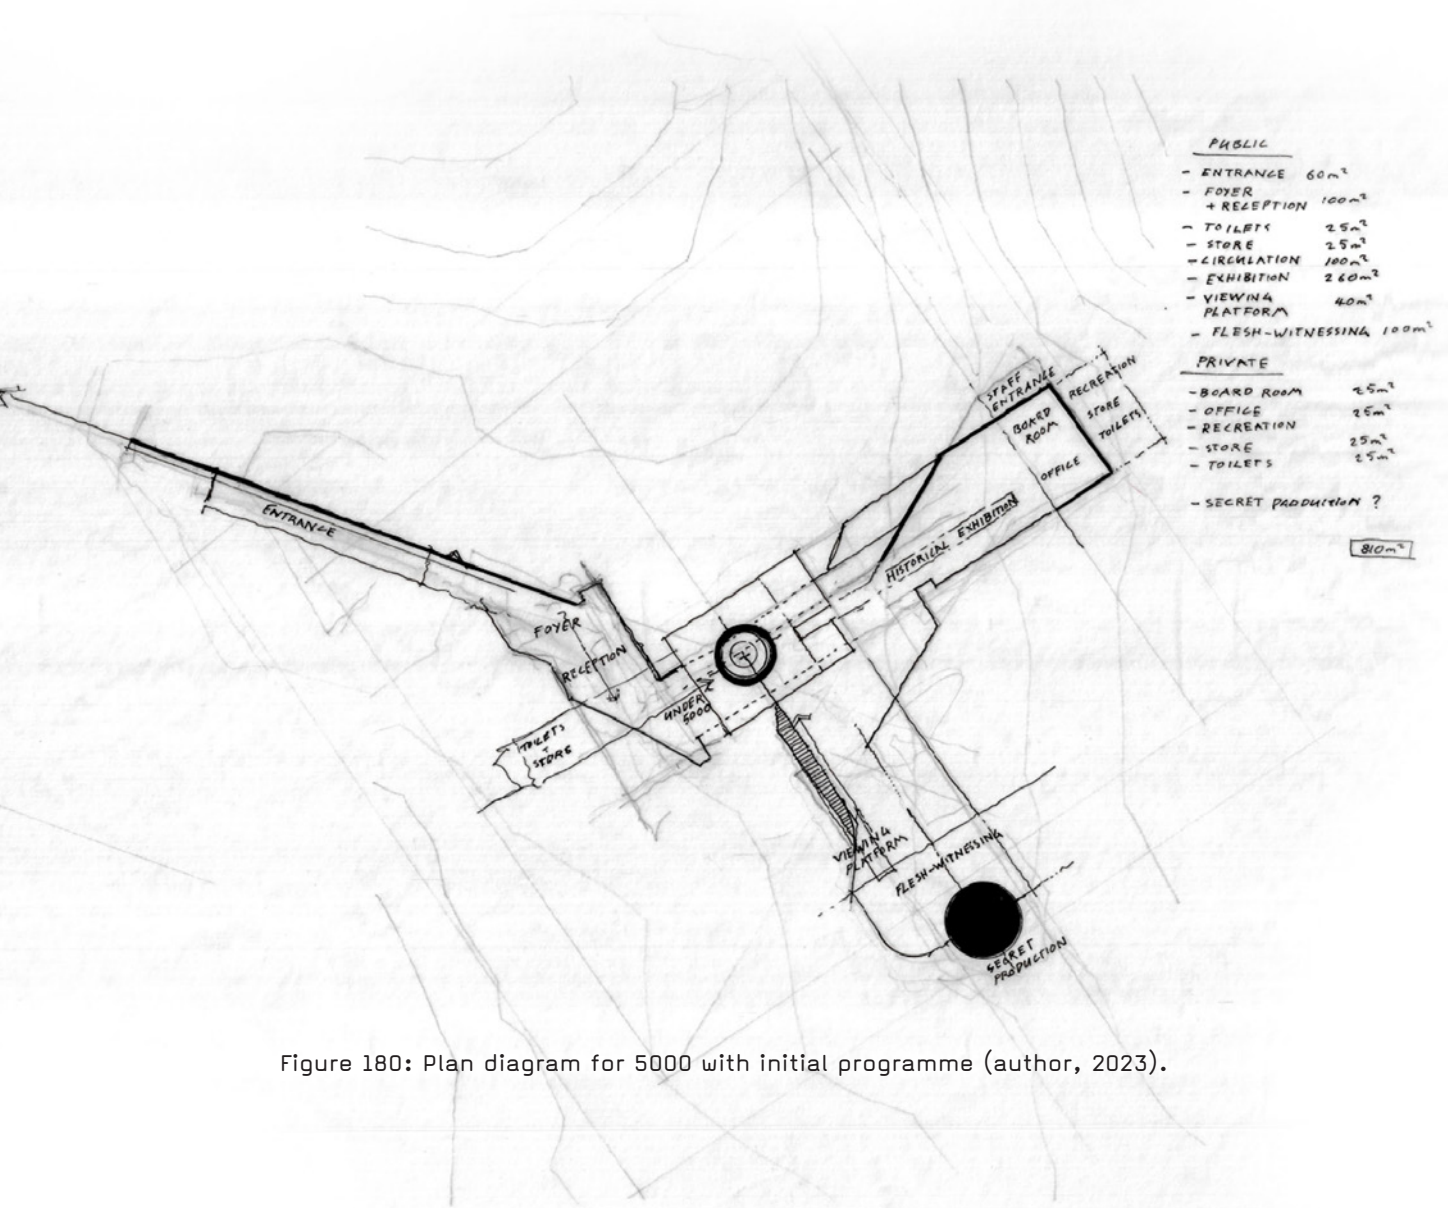 PUBLIC
- ENTRANCE 60m²
- FOYER
+ RECEPTION 100m²
- TOILETS 25m²
- STORE 25m²
- CIRCULATION 100m²
- EXHIBITION 260m²
- VIEWING
PLATFORM 40m²
- FLESH-WITNESSING 100m²
PRIVATE
- BOARD ROOM 25m²
- OFFICE 25m²
- RECREATION
- STORE 25m²
- TOILETS 25m²
- SECRET PRODUCTION ?
810m²
STAFF
ENTRANCE
RECREATION
STORE
TOILETS
BOARD
ROOM
OFFICE
HISTORICAL EXHIBITION
ENTRANCE
FOYER
RECEPTION
UNDER
5000
TOILETS
+
STORE
VIEWING
PLATFORM
FLESH-WITNESSING
SECRET
PRODUCTION
Figure 180: Plan diagram for 5000 with initial programme (author, 2023).